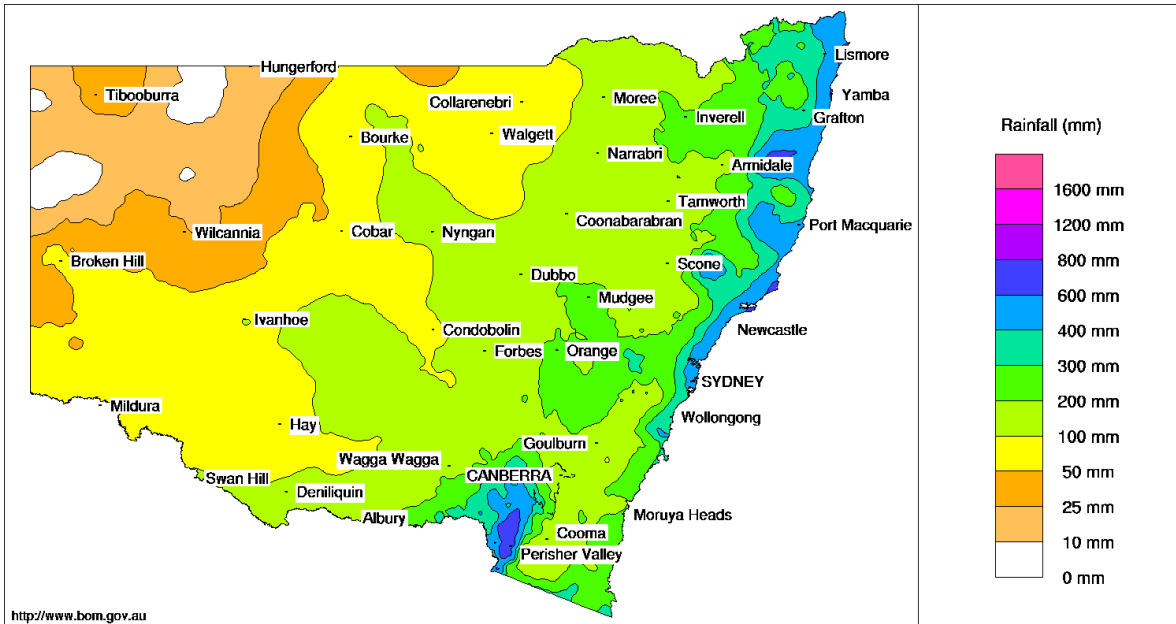 Hungerford
Lismore
Tibooburra
Collarenebri
Moree
Yamba
Inverell
Grafton
Bourke
Walgett
Narrabri
Armidale
Tamworth
Coonabarabran
Wilcannia
Cobar
Nyngan
Port Macquarie
Broken Hill
Scone
Dubbo
Mudgee
Ivanhoe
Condobolin
Newcastle
Forbes
Orange
SYDNEY
Mildura
Wollongong
Hay
Goulburn
Wagga Wagga
Swan Hill
CANBERRA
Deniliquin
Albury
Moruya Heads
Cooma
Perisher Valley
http://www.bom.gov.au
Rainfall (mm)
1600 mm
1200 mm
800 mm
600 mm
400 mm
300 mm
200 mm
100 mm
50 mm
25 mm
10 mm
0 mm